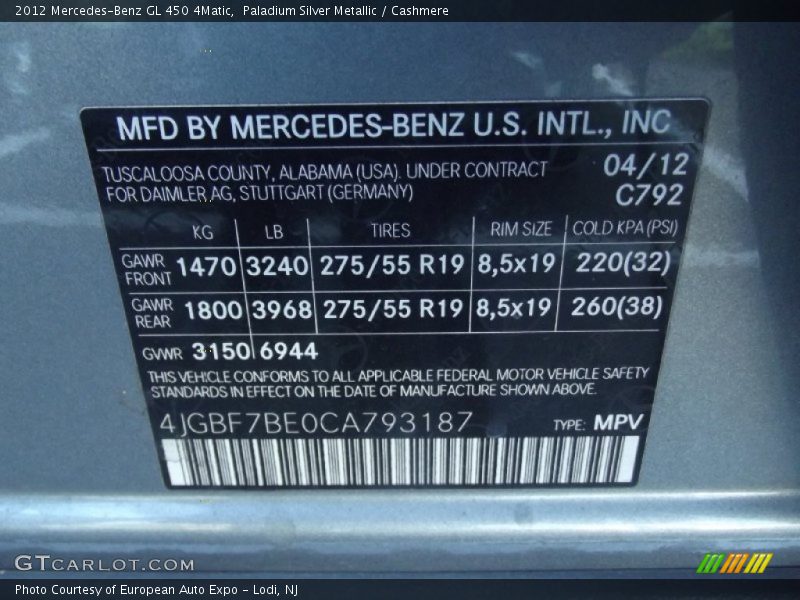 2012 Mercedes-Benz GL 450 4Matic,  Paladium Silver Metallic / Cashmere
MFD BY MERCEDES-BENZ U.S. INTL., INC
TUSCALOOSA COUNTY, ALABAMA (USA). UNDER CONTRACT 04/12
FOR DAIMLER AG, STUTTGART (GERMANY) C792
KG LB TIRES RIM SIZE COLD KPA (PSI)
GAWR FRONT 1470 3240 275/55 R19 8,5x19 220(32)
GAWR REAR 1800 3968 275/55 R19 8,5x19 260(38)
GVWR 3150 6944
THIS VEHICLE CONFORMS TO ALL APPLICABLE FEDERAL MOTOR VEHICLE SAFETY
STANDARDS IN EFFECT ON THE DATE OF MANUFACTURE SHOWN ABOVE.
4JGBF7BE0CA793187 TYPE: MPV
GTCARLOT.COM
Photo Courtesy of European Auto Expo - Lodi, NJ